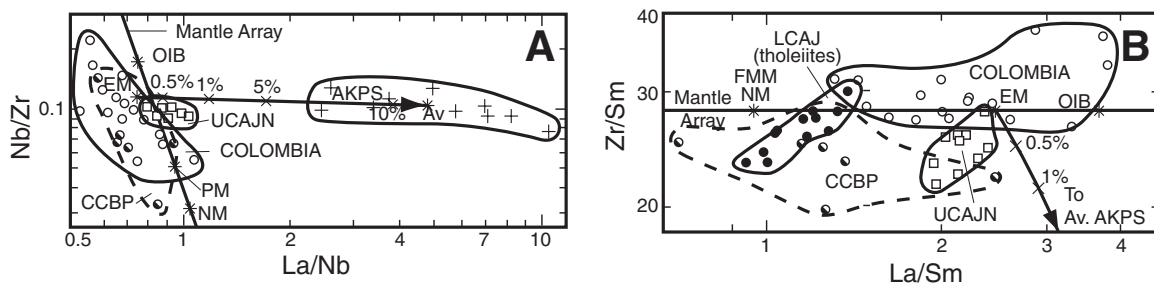 A
Mantle Array
OIB
EM
0.5%
1%
5%
AKPS
10%
Av
UCAJN
COLOMBIA
CCBP
PM
NM
Nb/Zr
0.1
0.5
1
2
4
7
10
La/Nb
B
LCAJ
(tholeiites)
FMM
NM
Mantle
Array
COLOMBIA
EM
OIB
0.5%
1%
To
Av. AKPS
CCBP
UCAJN
Zr/Sm
40
30
20
1
2
3
4
La/Sm